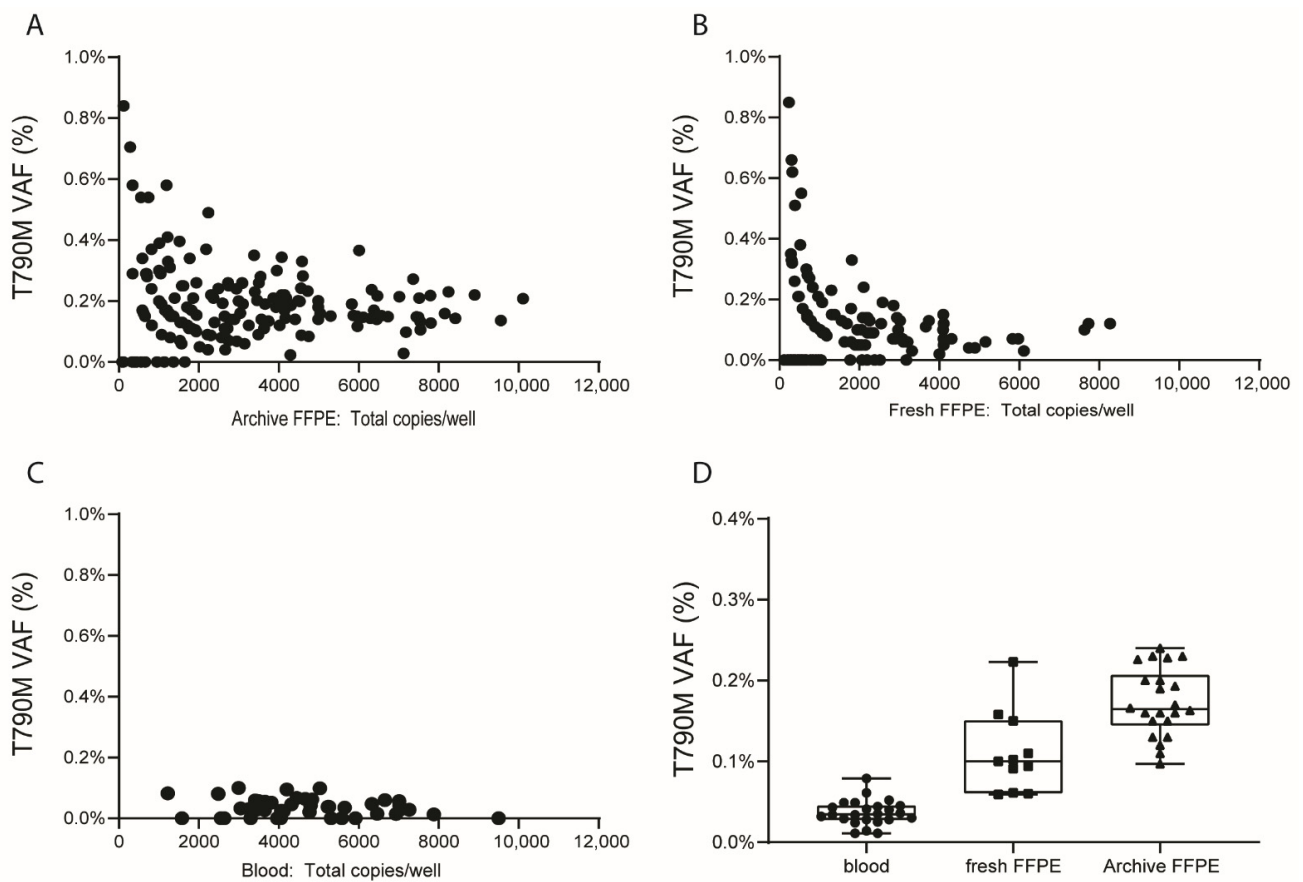 A
1.0%
0.8%
0.6%
0.4%
0.2%
0.0%
T790M VAF (%)
0 2000 4000 6000 8000 10,000 12,000
Archive FFPE: Total copies/well
B
1.0%
0.8%
0.6%
0.4%
0.2%
0.0%
T790M VAF (%)
0 2000 4000 6000 8000 10,000 12,000
Fresh FFPE: Total copies/well
C
1.0%
0.8%
0.6%
0.4%
0.2%
0.0%
T790M VAF (%)
0 2000 4000 6000 8000 10,000 12,000
Blood: Total copies/well
D
0.4%
0.3%
0.2%
0.1%
0.0%
T790M VAF (%)
blood fresh FFPE Archive FFPE